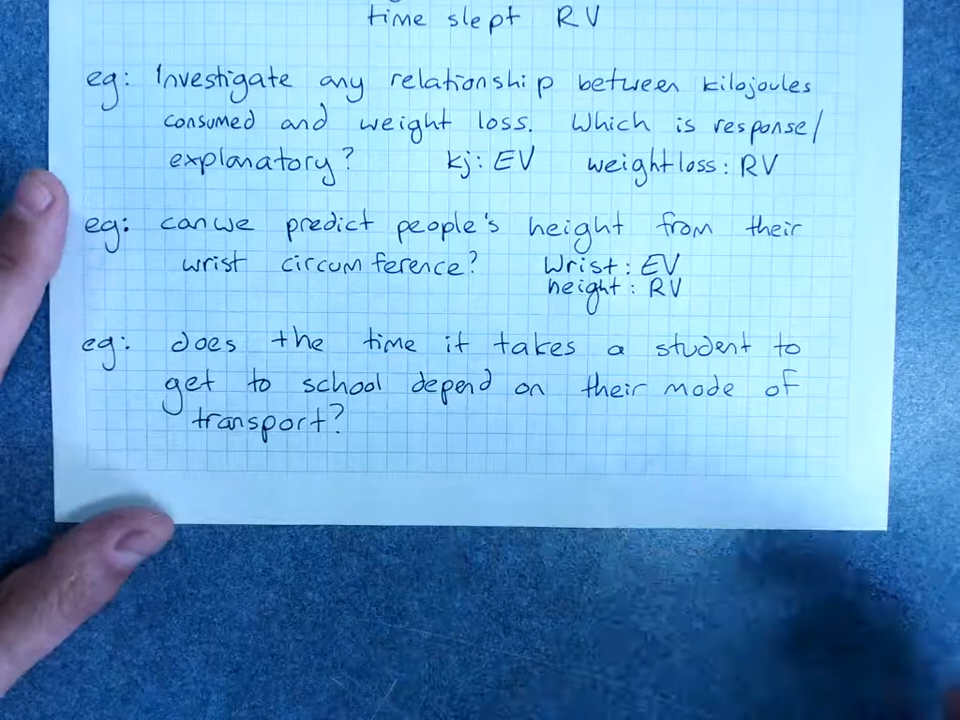 time slept RV
eg: Investigate any relationship between kilojoules
consumed and weight loss. Which is response/
explanatory? kj: EV weightloss: RV
eg: can we predict people's height from their
wrist circumference? Wrist: EV
height: RV
eg: does the time it takes a student to
get to school depend on their mode of
transport?